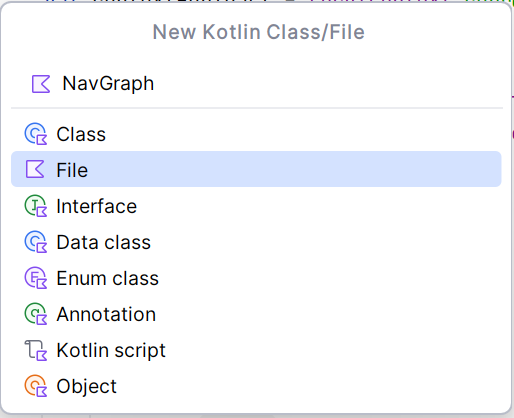 New Kotlin Class/File
NavGraph
Class
File
Interface
Data class
Enum class
Annotation
Kotlin script
Object